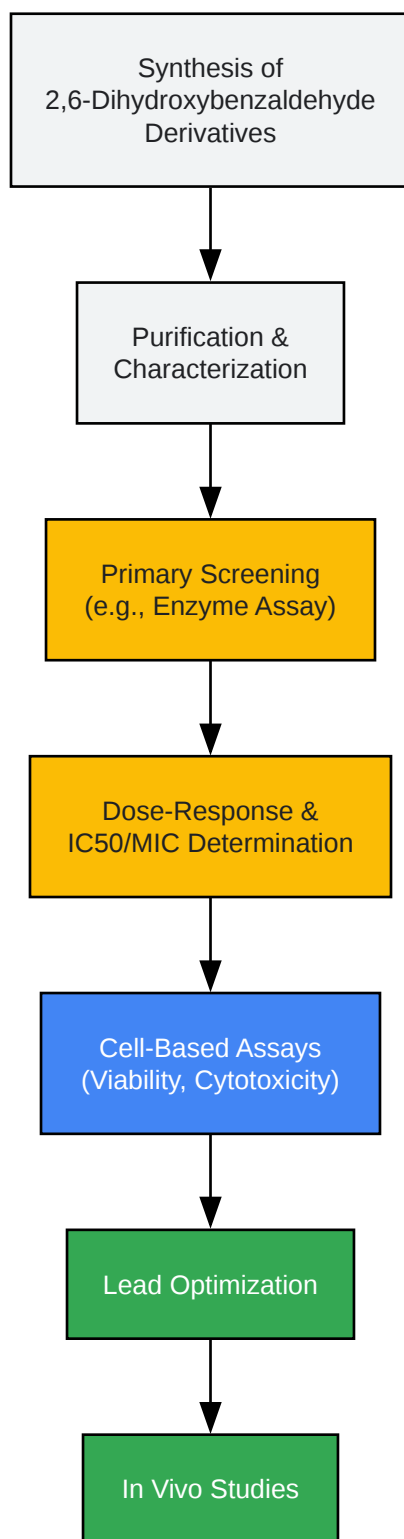 Synthesis of
2,6-Dihydroxybenzaldehyde
Derivatives
Purification &
Characterization
Primary Screening
(e.g., Enzyme Assay)
Dose-Response &
IC50/MIC Determination
Cell-Based Assays
(Viability, Cytotoxicity)
Lead Optimization
In Vivo Studies